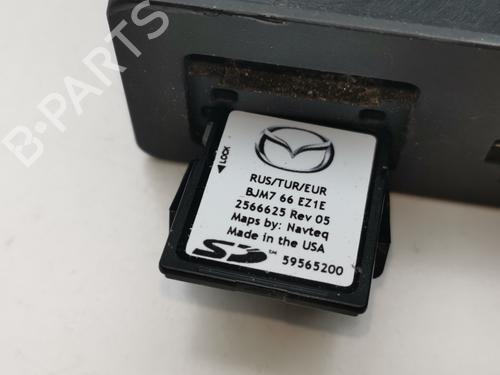 B-PARTS
LOCK
RUS/TUR/EUR
BJM7 66 EZ1E
2566625 Rev 05
Maps by: Navteq
Made in the USA
SD™ 59565200